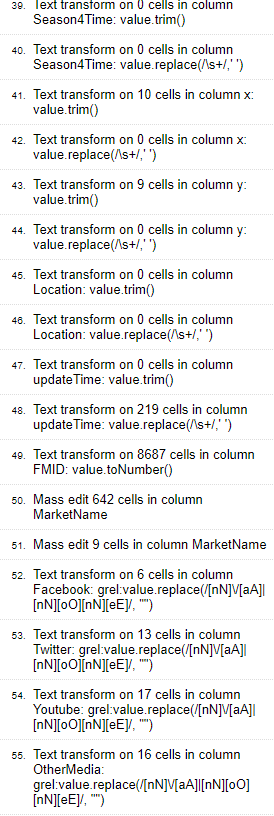 39. Text transform on 0 cells in column
Season4Time: value.trim()
40. Text transform on 0 cells in column
Season4Time: value.replace(/\s+/,' ')
41. Text transform on 10 cells in column x:
value.trim()
42. Text transform on 0 cells in column x:
value.replace(/\s+/,' ')
43. Text transform on 9 cells in column y:
value.trim()
44. Text transform on 0 cells in column y:
value.replace(/\s+/,' ')
45. Text transform on 0 cells in column
Location: value.trim()
46. Text transform on 0 cells in column
Location: value.replace(/\s+/,' ')
47. Text transform on 0 cells in column
updateTime: value.trim()
48. Text transform on 219 cells in column
updateTime: value.replace(/\s+/,' ')
49. Text transform on 8687 cells in column
FMID: value.toNumber()
50. Mass edit 642 cells in column
MarketName
51. Mass edit 9 cells in column MarketName
52. Text transform on 6 cells in column
Facebook: grel:value.replace(/[nN]\/[aA]|
[nN][oO][nN][eE]/, "")
53. Text transform on 13 cells in column
Twitter: grel:value.replace(/[nN]\/[aA]|
[nN][oO][nN][eE]/, "")
54. Text transform on 17 cells in column
Youtube: grel:value.replace(/[nN]\/[aA]|
[nN][oO][nN][eE]/, "")
55. Text transform on 16 cells in column
OtherMedia:
grel:value.replace(/[nN]\/[aA]|[nN][oO]
[nN][eE]/, "")